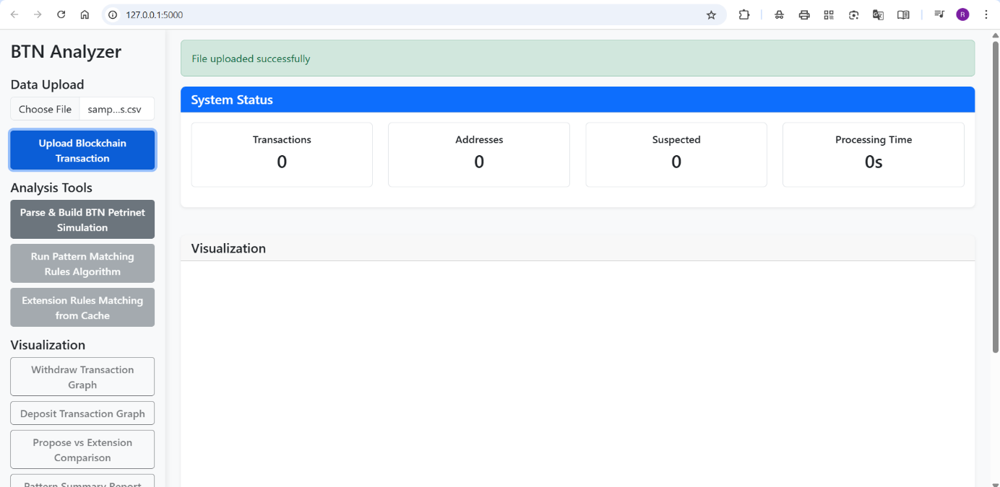 127.0.0.1:5000
R
BTN Analyzer
Data Upload
Choose File samp...s.csv
Upload Blockchain
Transaction
Analysis Tools
Parse & Build BTN Petrinet
Simulation
Run Pattern Matching
Rules Algorithm
Extension Rules Matching
from Cache
Visualization
Withdraw Transaction
Graph
Deposit Transaction Graph
Propose vs Extension
Comparison
Pattern Summary Report
File uploaded successfully
System Status
Transactions
0
Addresses
0
Suspected
0
Processing Time
0s
Visualization